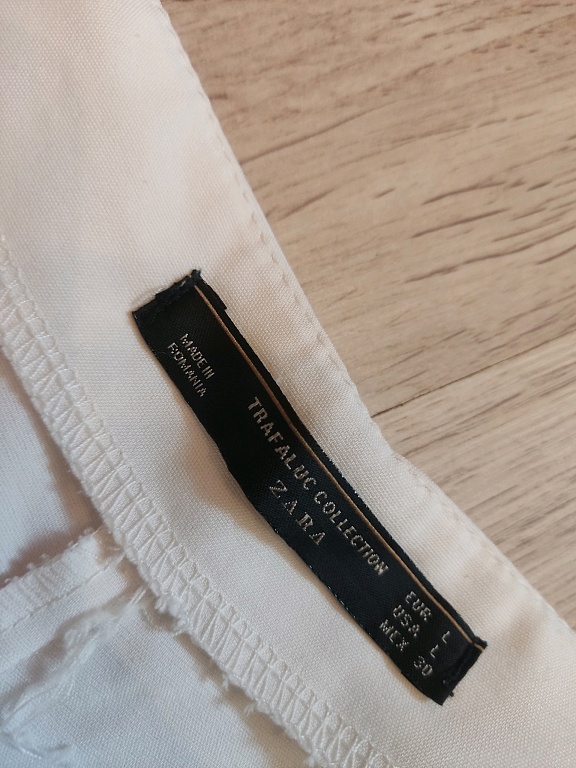 MADE IN
ROMANIA
TRAFALUC COLLECTION
ZARA
EUR L
USA L
MEX 30